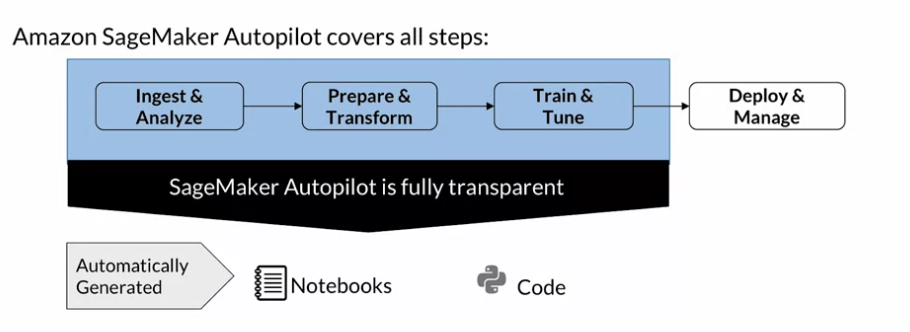 Amazon SageMaker Autopilot covers all steps:
Ingest &
Analyze
Prepare &
Transform
Train &
Tune
Deploy &
Manage
SageMaker Autopilot is fully transparent
Automatically
Generated
Notebooks
Code